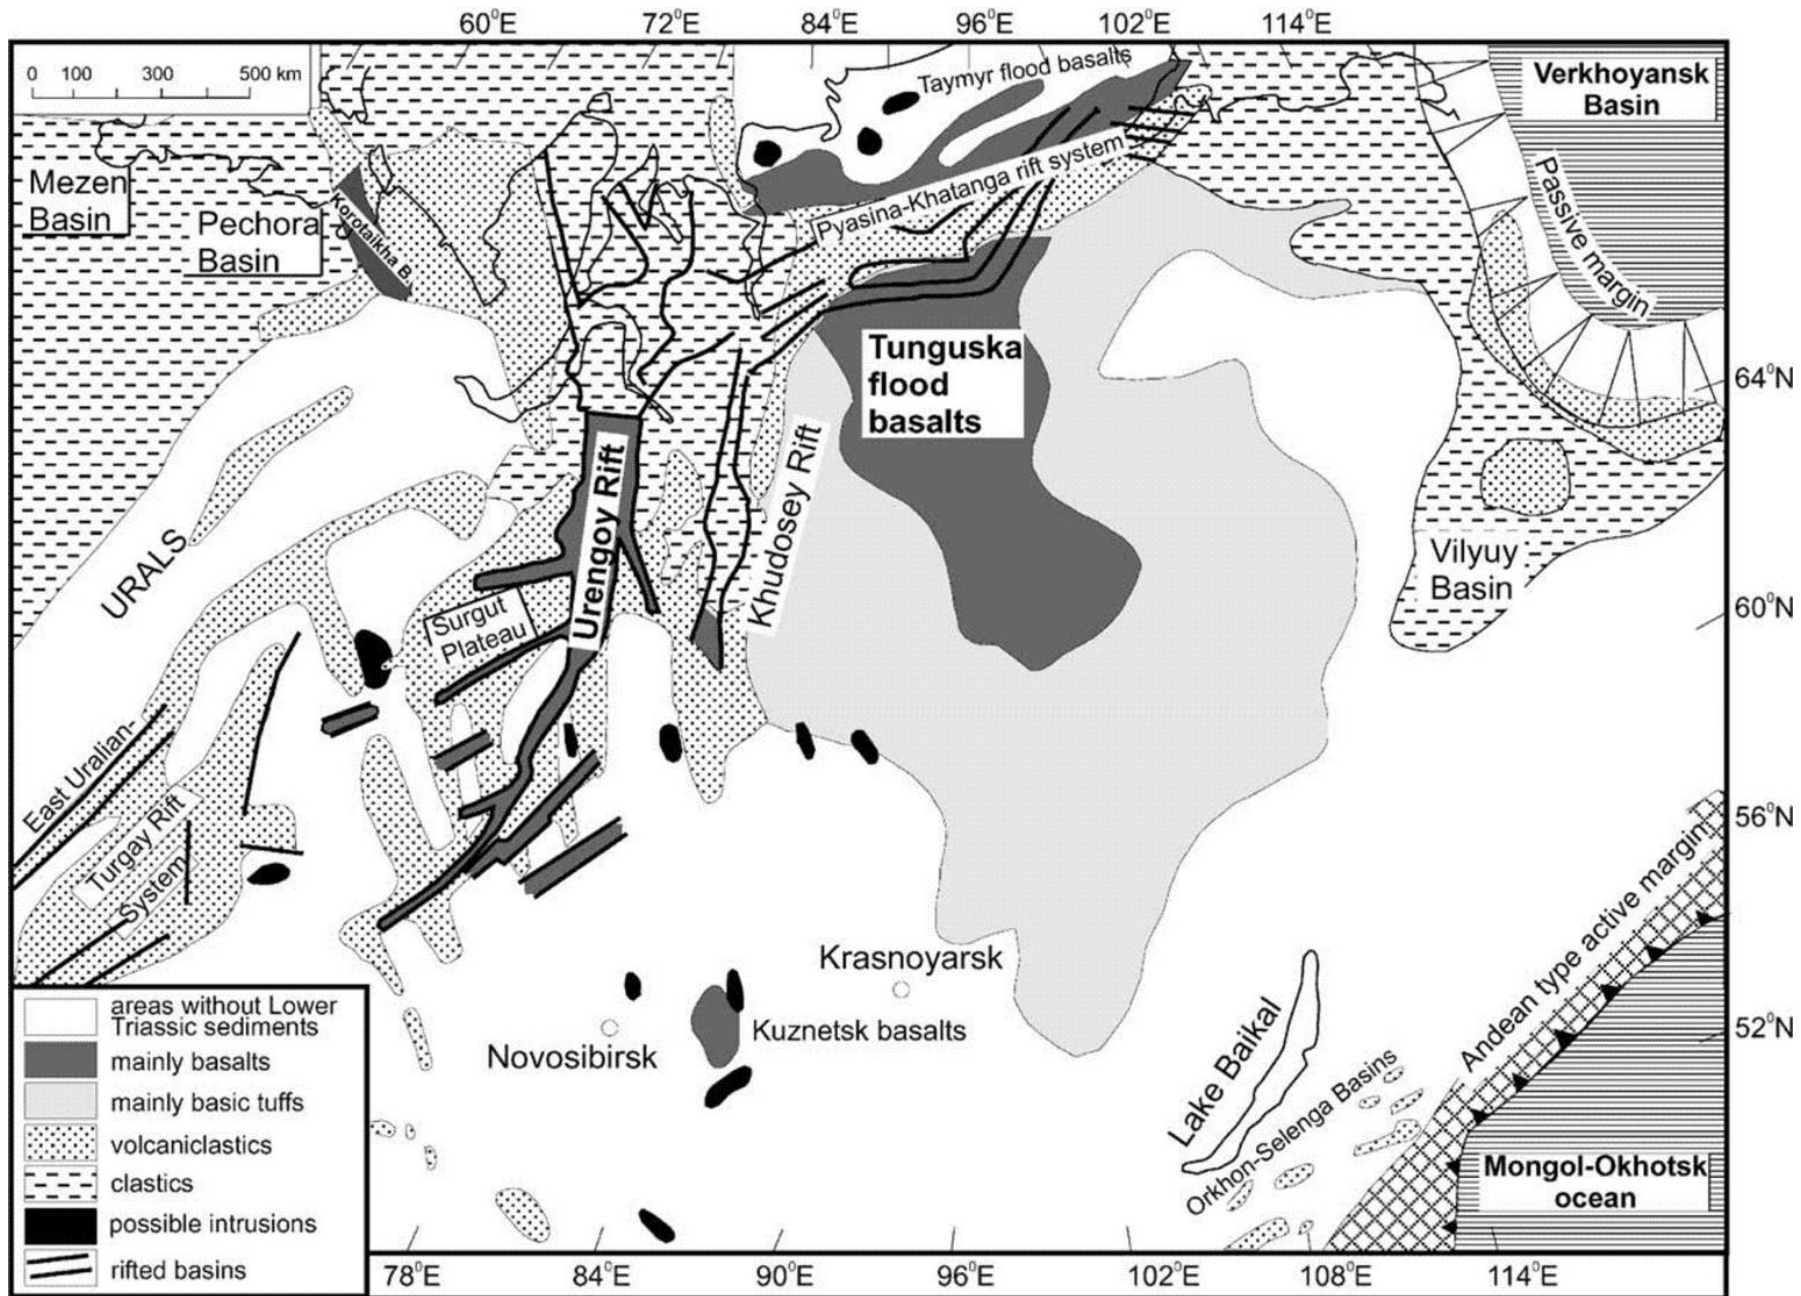 60°E 72°E 84°E 96°E 102°E 114°E
0 100 300 500 km
Taymyr flood basalts
Verkhoyansk
Basin
Mezen
Basin
Pechora
Basin
Korotaikha B.
Pyasina-Khatanga rift system
Passive margin
Tunguska
flood
basalts
64°N
URALS
Urengoy Rift
Khudosey Rift
Surgut
Plateau
Vilyuy
Basin
60°N
East Uralian-
Turgay Rift
System
56°N
Andean type active margin
Krasnoyarsk
Novosibirsk
Kuznetsk basalts
52°N
Lake Baikal
Orkhon-Selenga Basins
Mongol-Okhotsk
ocean
areas without Lower
Triassic sediments
mainly basalts
mainly basic tuffs
volcaniclastics
clastics
possible intrusions
rifted basins
78°E 84°E 90°E 96°E 102°E 108°E 114°E